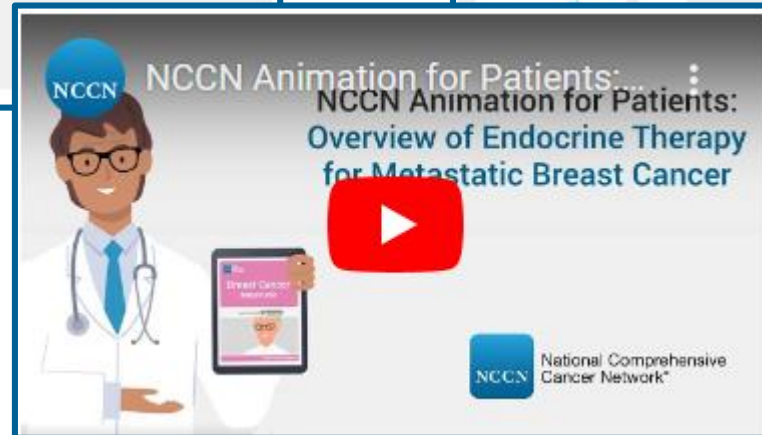 NCCN
NCCN Animation for Patients:...
NCCN Animation for Patients:
Overview of Endocrine Therapy
for Metastatic Breast Cancer
Breast Cancer
NCCN
National Comprehensive
Cancer Network®